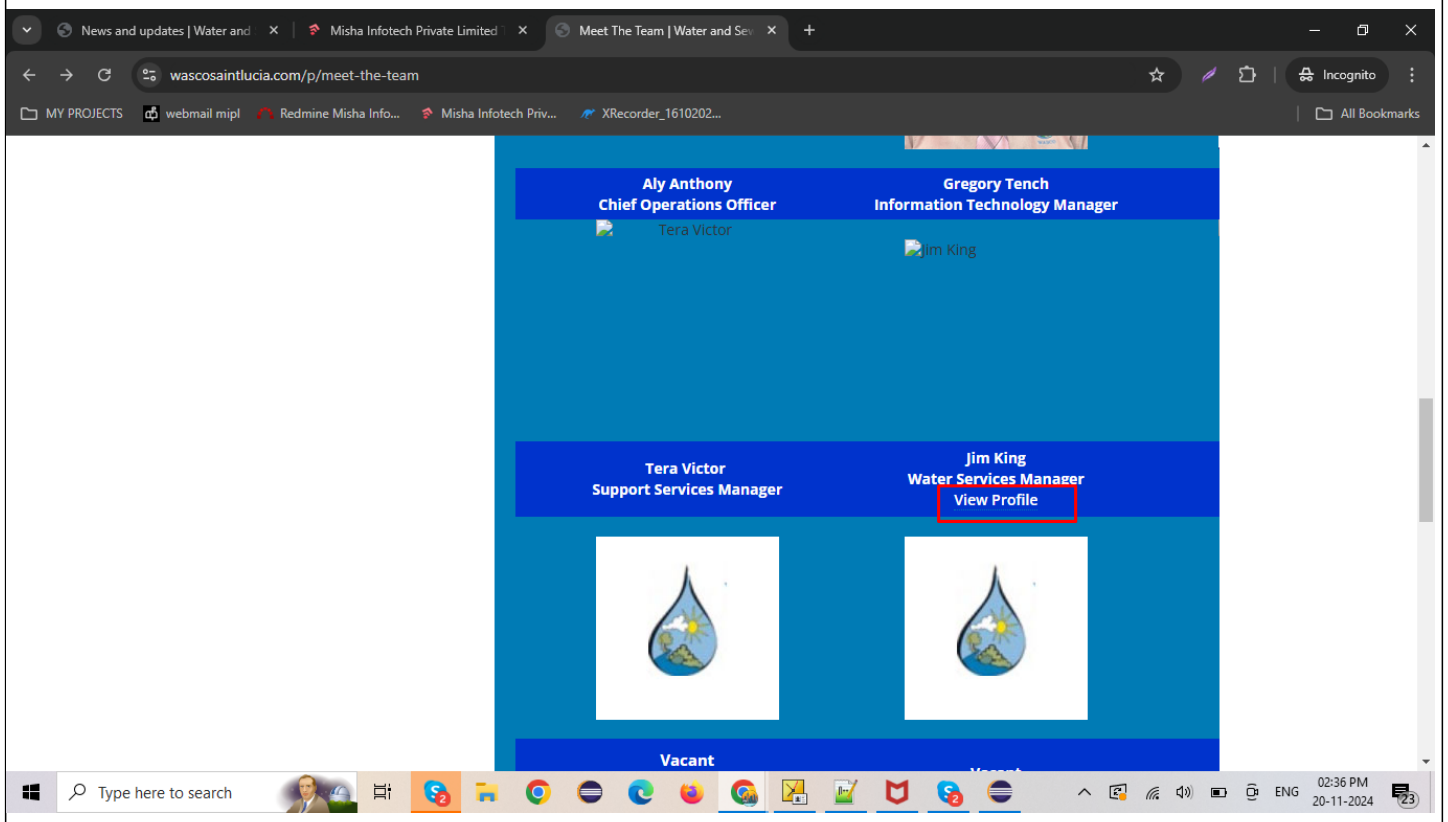 News and updates | Water and
Misha Infotech Private Limited
Meet The Team | Water and Sew
wascosaintlucia.com/p/meet-the-team
Incognito
MY PROJECTS
webmail mipl
Redmine Misha Info...
Misha Infotech Priv...
XRecorder_1610202...
All Bookmarks
Aly Anthony
Chief Operations Officer
Gregory Tench
Information Technology Manager
Tera Victor
Jim King
Tera Victor
Support Services Manager
Jim King
Water Services Manager
View Profile
Vacant
Vacant
Type here to search
ENG
02:36 PM
20-11-2024
23